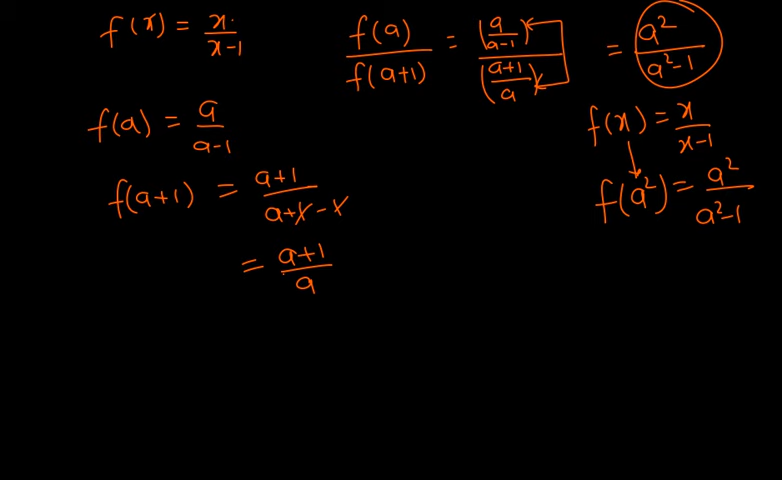 f(x) = x/(x-1)
f(a)/f(a+1) = (a/(a-1))/((a+1)/a) = a²/(a²-1)
f(a) = a/(a-1)
f(x) = x/(x-1)
f(a+1) = (a+1)/(a+1-1)
f(a²) = a²/(a²-1)
= (a+1)/a